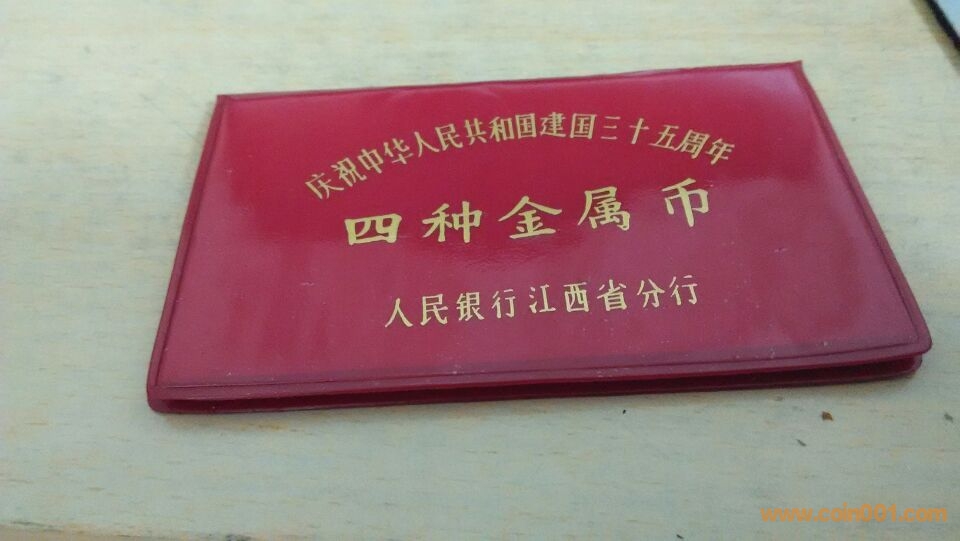 庆祝中华人民共和国建国三十五周年
四种金属币
人民银行江西省分行
www.coin001.com